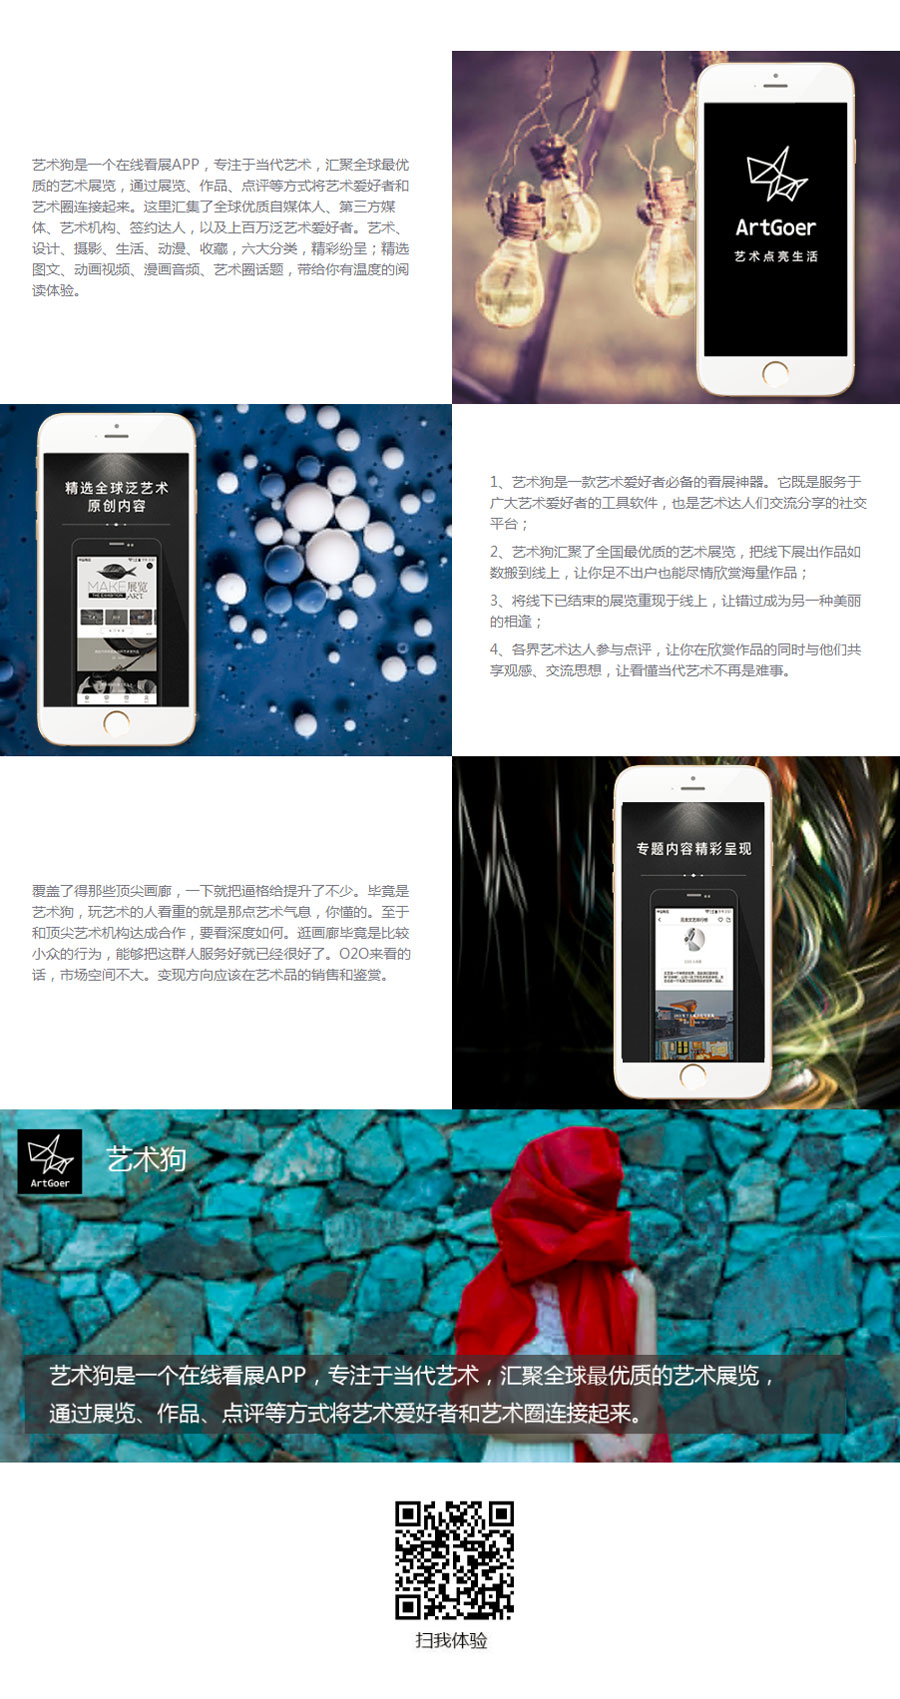 艺术狗是一个在线看展APP，专注于当代艺术，汇聚全球最优
质的艺术展览，通过展览、作品、点评等方式将艺术爱好者和
艺术圈连接起来。这里汇集了全球优质自媒体人、第三方媒
体、艺术机构、签约达人，以及上百万泛艺术爱好者。艺术、
设计、摄影、生活、动漫、收藏，六大分类，精彩纷呈；精选
图文、动画视频、漫画音频、艺术圈话题，带给你有温度的阅
读体验。
ArtGoer
艺术点亮生活
精选全球泛艺术
原创内容
MAKE展览
THE EXHIBITION ART
1、艺术狗是一款艺术爱好者必备的看展神器。它既是服务于
广大艺术爱好者的工具软件，也是艺术达人们交流分享的社交
平台；
2、艺术狗汇聚了全国最优质的艺术展览，把线下展出作品如
数搬到线上，让你足不出户也能尽情欣赏海量作品；
3、将线下已结束的展览重现于线上，让错过成为另一种美丽
的相逢；
4、各界艺术达人参与点评，让你在欣赏作品的同时与他们共
享观感、交流思想，让看懂当代艺术不再是难事。
覆盖了得那些顶尖画廊，一下就把逼格给提升了不少。毕竟是
艺术狗，玩艺术的人看重的就是那点艺术气息，你懂的。至于
和顶尖艺术机构达成合作，要看深度如何。逛画廊毕竟是比较
小众的行为，能够把这群人服务好就已经很好了。O2O来看的
话，市场空间不大。变现方向应该在艺术品的销售和鉴赏。
专题内容精彩呈现
ArtGoer
艺术狗
艺术狗是一个在线看展APP，专注于当代艺术，汇聚全球最优质的艺术展览，
通过展览、作品、点评等方式将艺术爱好者和艺术圈连接起来。
扫我体验